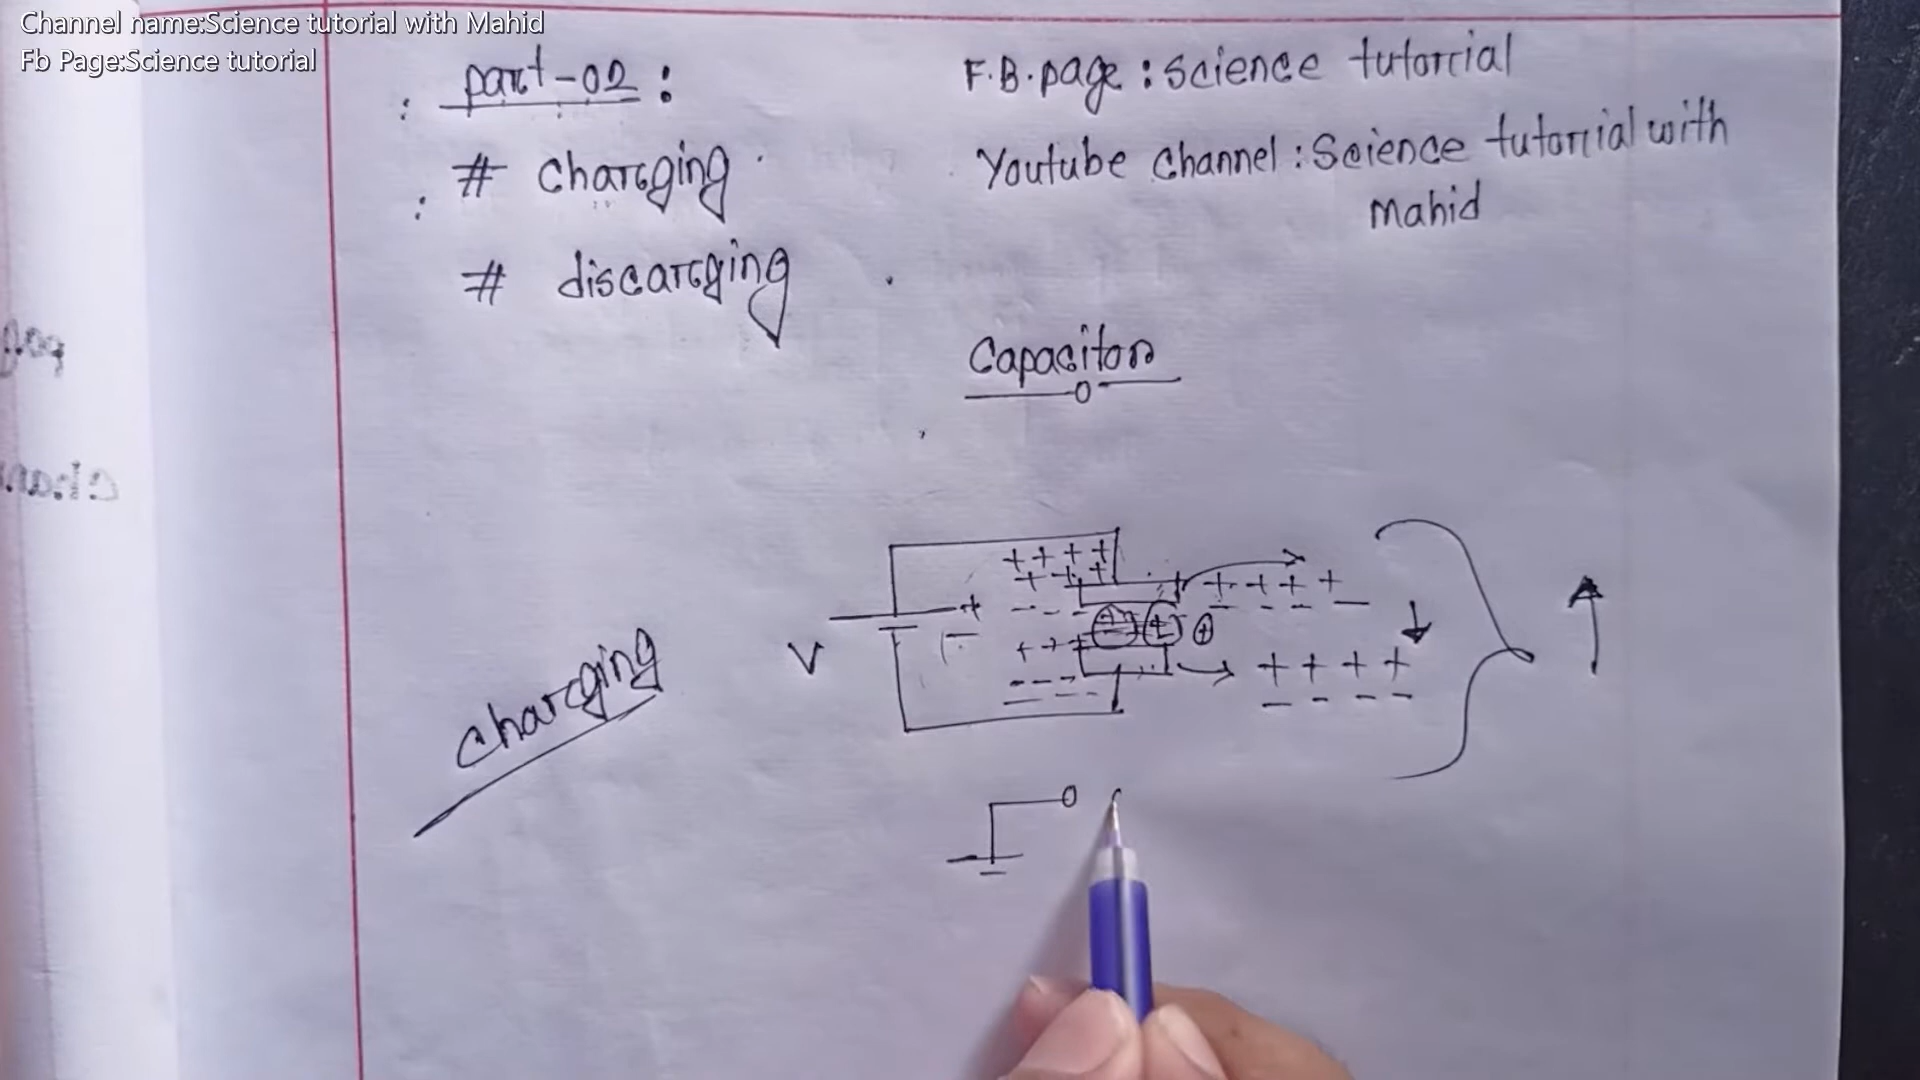 Channel name:Science tutorial with Mahid
Fb Page:Science tutorial
part-02:
# charging
# discarging
F.B.page : science tutorial
Youtube channel : Science tutorial with
Mahid
Capacitor
+ + + +
+ + +
+ + + + +
- - -
- - - -
+
-
+ + +
+
+ + + +
- - -
- - - -
V
charging